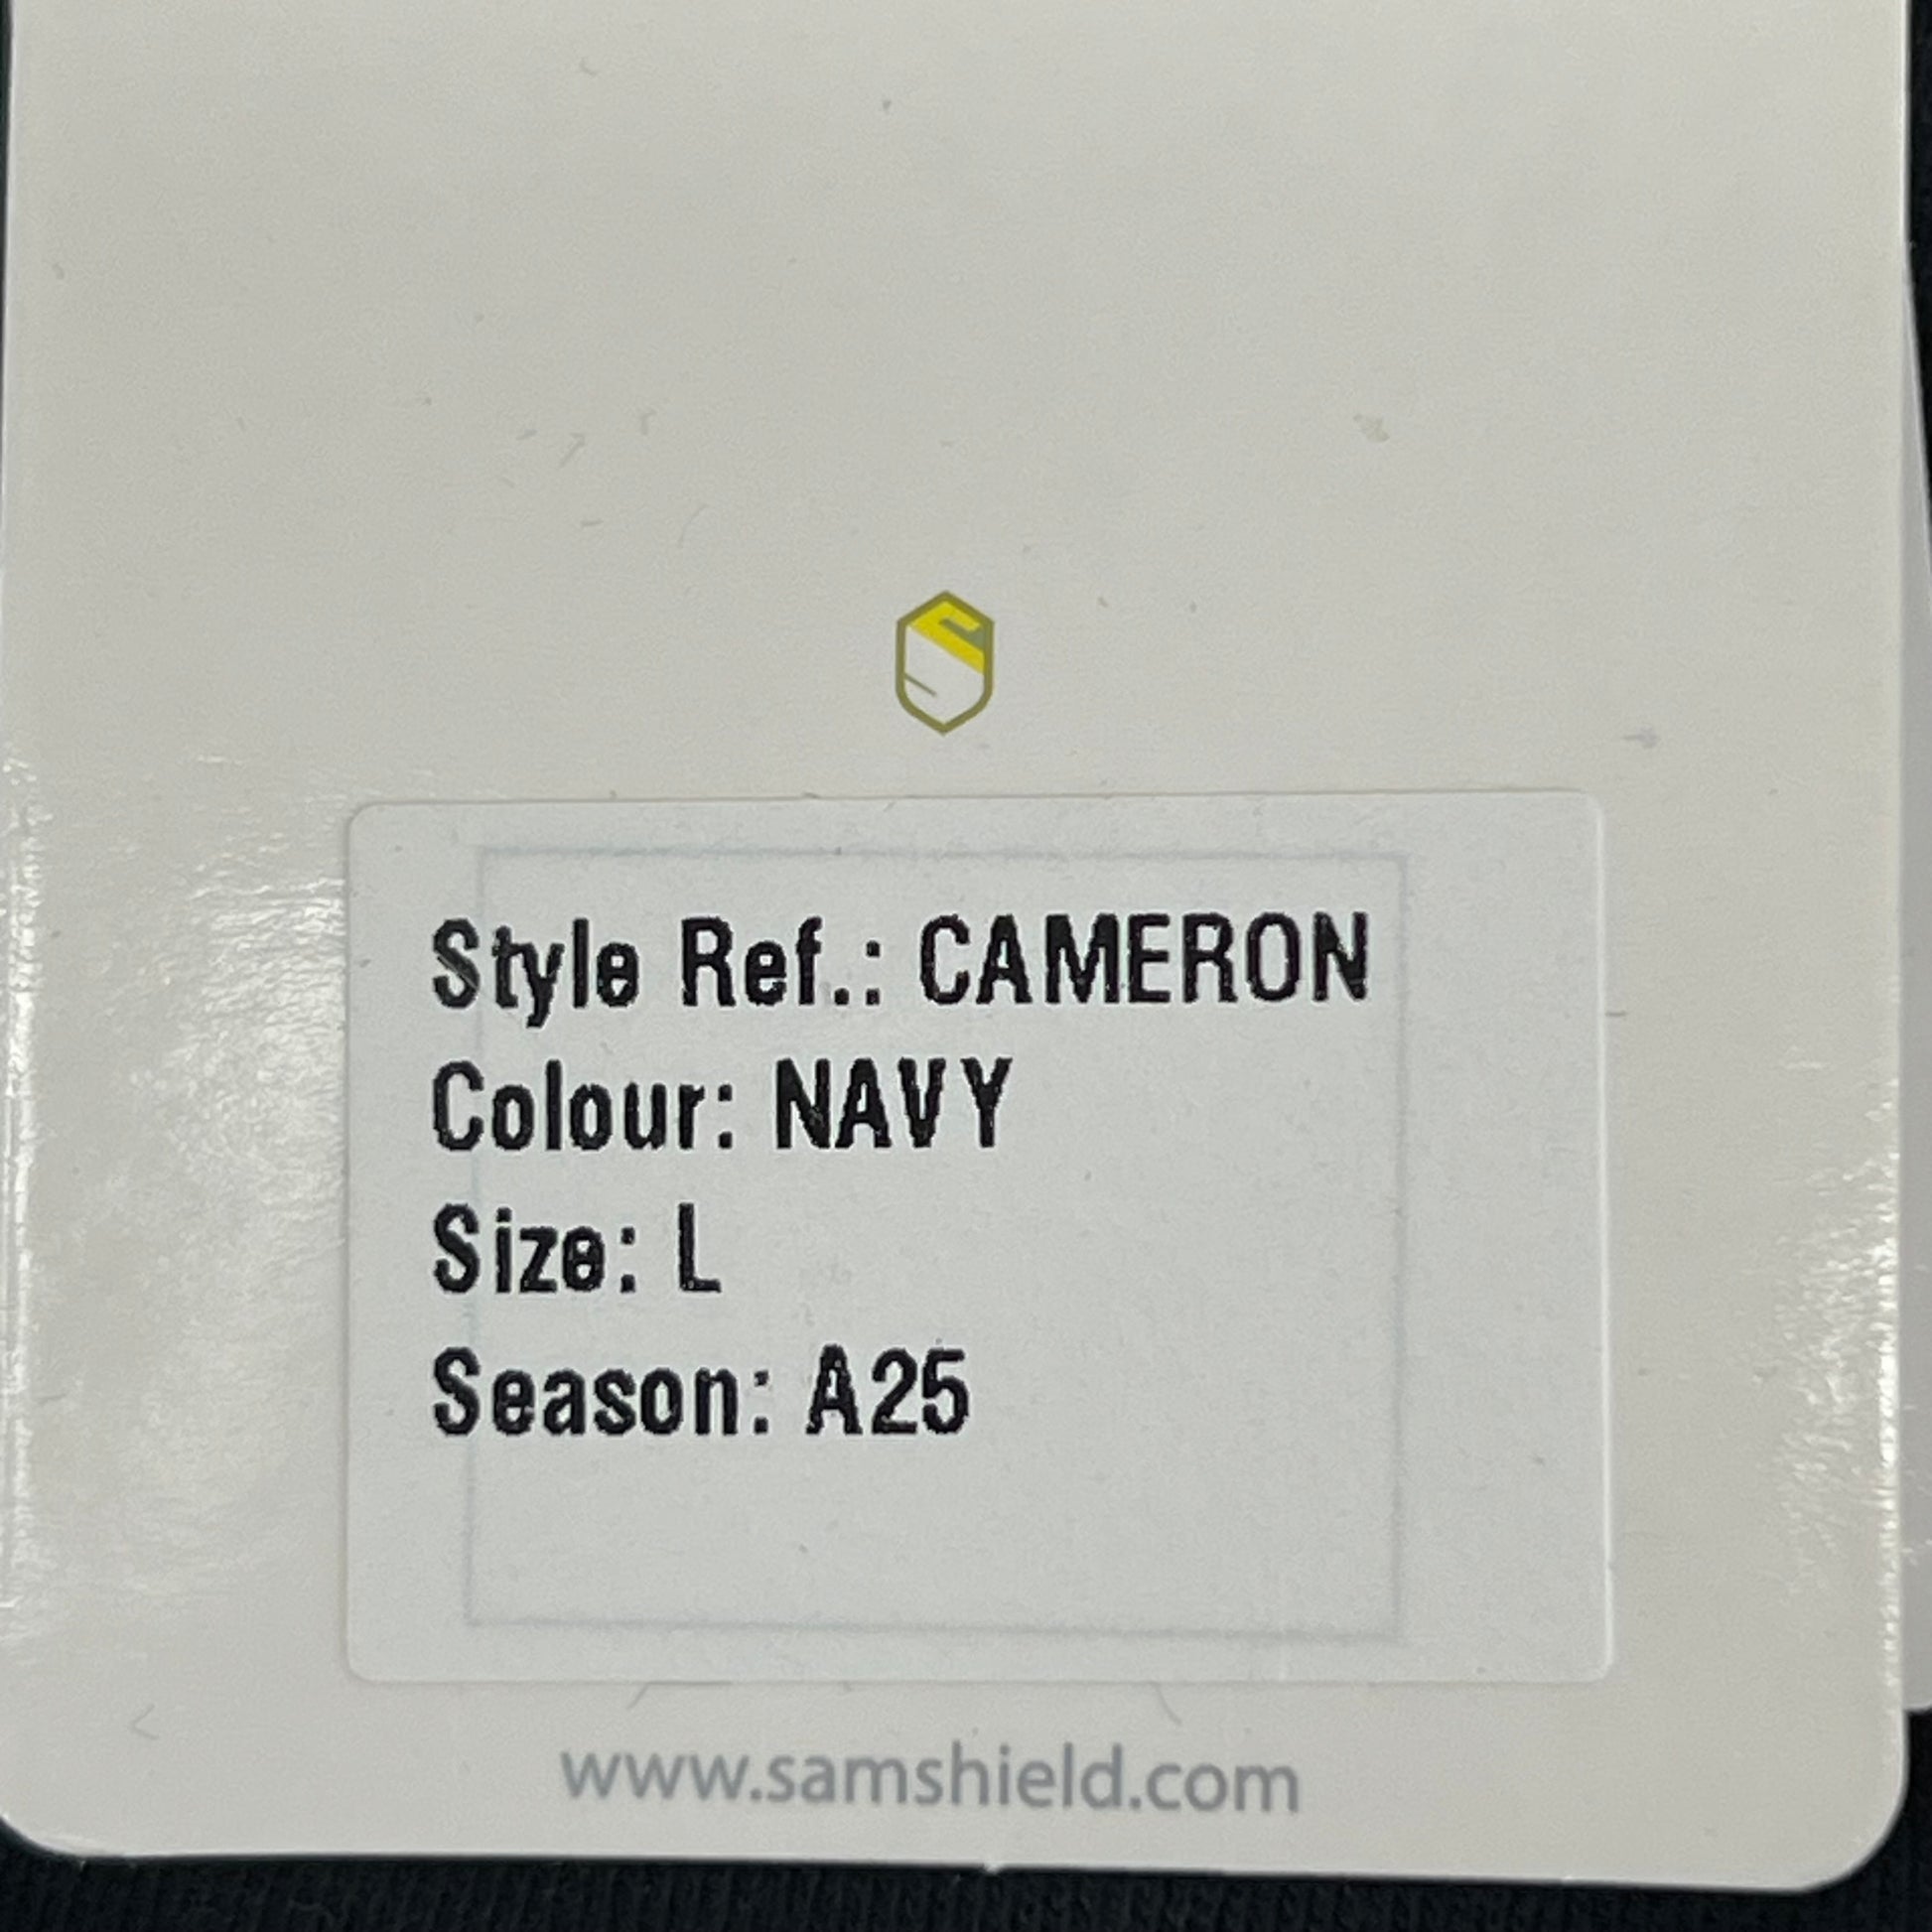 Style Ref.: CAMERON
Colour: NAVY
Size: L
Season: A25
www.samshield.com